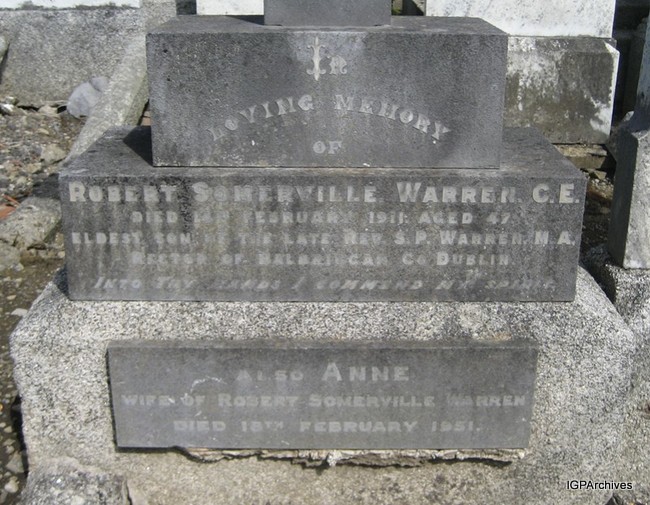 In
LOVING MEMORY
OF
ROBERT SOMERVILLE WARREN. C.E.
DIED FEBRUARY 1911. AGED 47
ELDEST SON OF THE LATE REV. S.P. WARREN. M.A.
RECTOR OF BALBRIGGAN Co DUBLIN
INTO THY HANDS I COMMEND MY SPIRIT.
ALSO ANNE
WIFE OF ROBERT SOMERVILLE WARREN
DIED 18TH FEBRUARY 1951.
IGPArchives